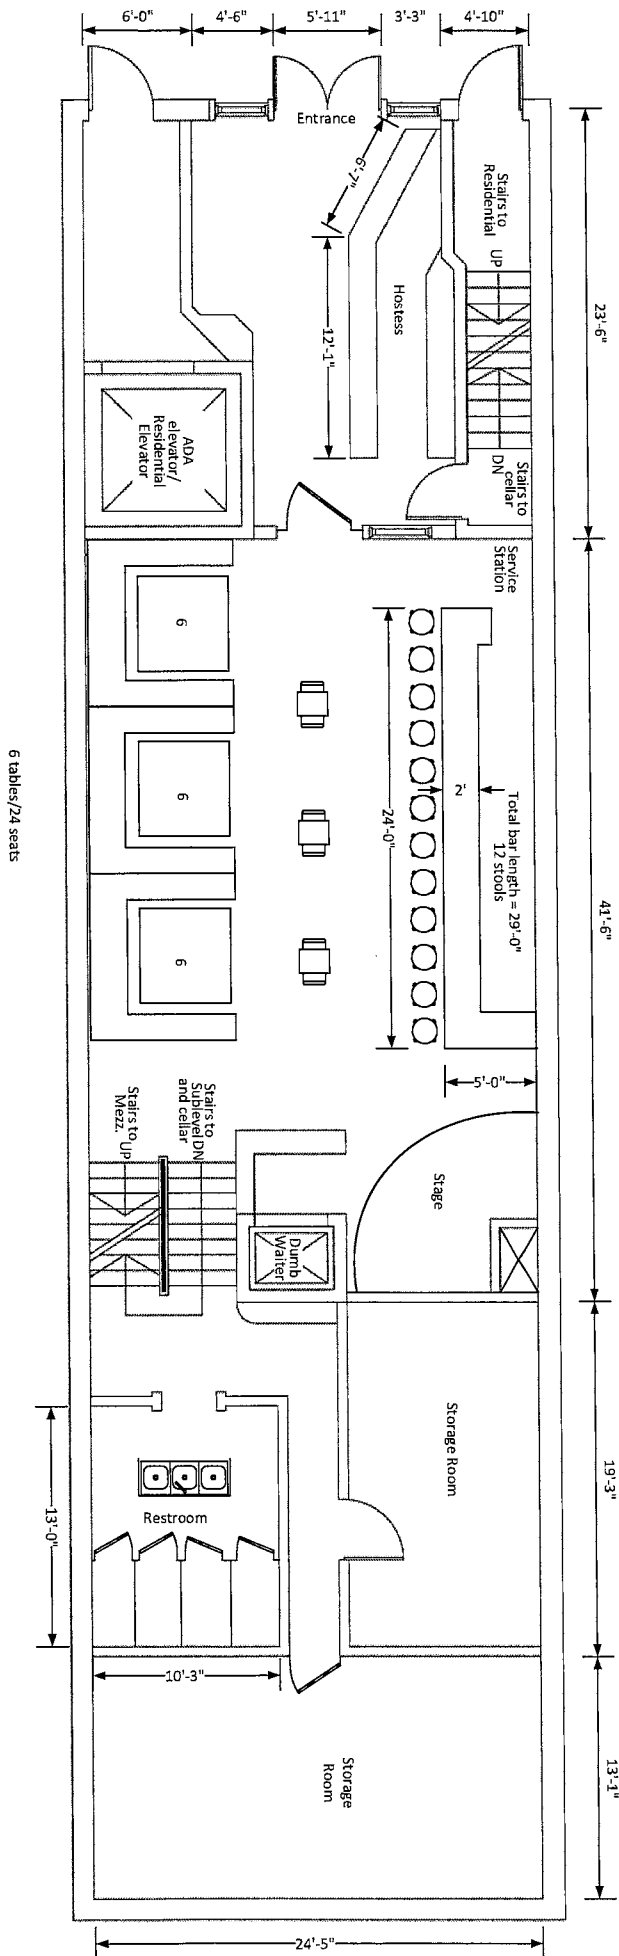 6'-0"
4'-6"
5'-11"
3'-3"
4'-10"
Entrance
6'-7"
Stairs to
Residential
UP
23'-6"
Hostess
12'-1"
ADA
elevator/
Residential
Elevator
Stairs to
cellar
DN
Service
Station
6
6
6
2'
24'-0"
Total bar length = 29'-0"
12 stools
41'-6"
6 tables/24 seats
5'-0"
Stairs to
Sublevel DN
and cellar
Stairs to
Mezz. UP
Stage
Dumb
Waiter
Storage Room
19'-3"
13'-0"
Restroom
10'-3"
Storage
Room
13'-1"
24'-5"